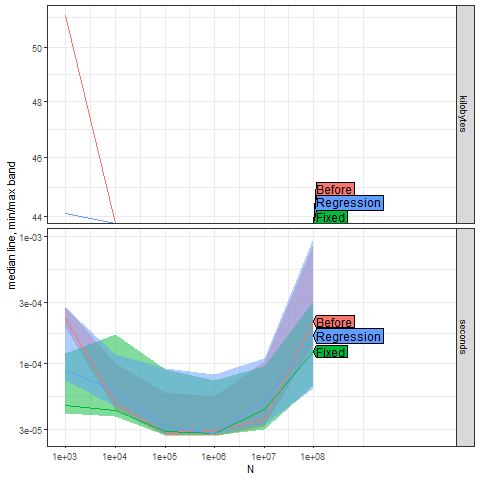 median line, min/max band
50
48
46
44
kilobytes
Before
Regression
Fixed
1e-03
3e-04
1e-04
3e-05
seconds
Before
Regression
Fixed
1e+03 1e+04 1e+05 1e+06 1e+07 1e+08
N